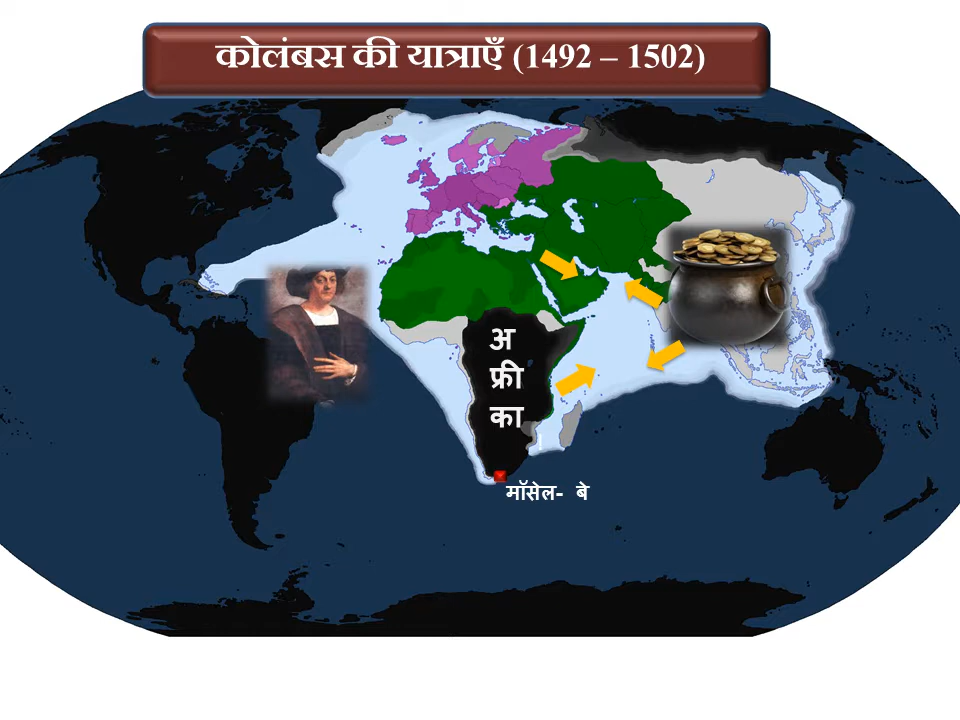 कोलंबस की यात्राएँ (1492 – 1502)
अ
फ्री
का
मॉसेल- बे